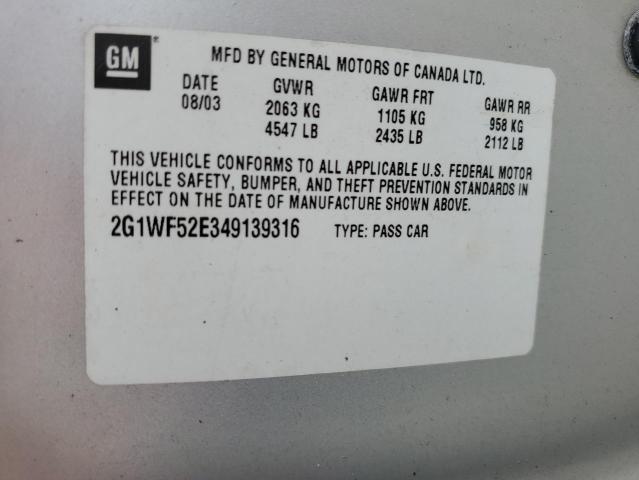 GM
MFD BY GENERAL MOTORS OF CANADA LTD.
DATE GVWR GAWR FRT GAWR RR
08/03 2063 KG 1105 KG 958 KG
4547 LB 2435 LB 2112 LB
THIS VEHICLE CONFORMS TO ALL APPLICABLE U.S. FEDERAL MOTOR
VEHICLE SAFETY, BUMPER, AND THEFT PREVENTION STANDARDS IN
EFFECT ON THE DATE OF MANUFACTURE SHOWN ABOVE.
2G1WF52E349139316 TYPE: PASS CAR